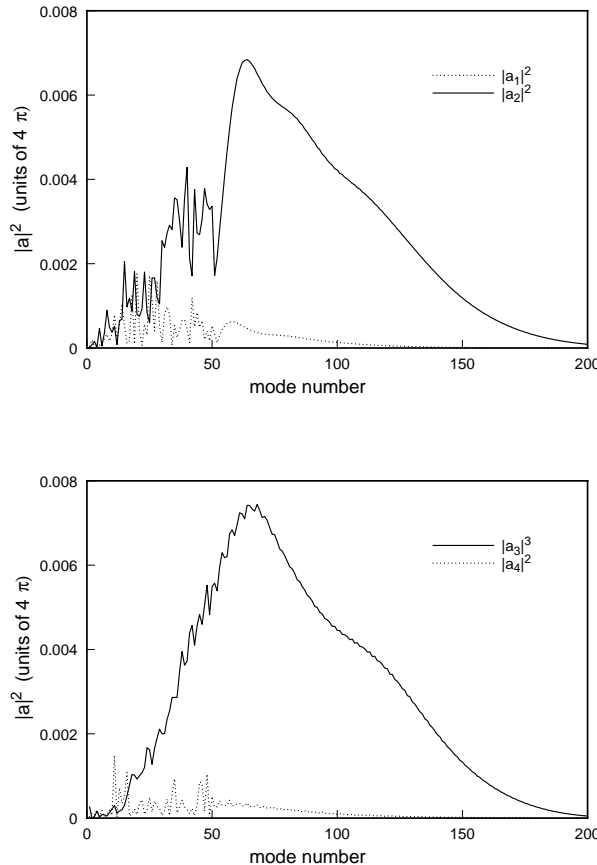 0.008
0.006
0.004
0.002
0
|a|² (units of 4 π)
|a₁|²
|a₂|²
0 50 100 150 200
mode number
0.008
0.006
0.004
0.002
0
|a|² (units of 4 π)
|a₃|³
|a₄|²
0 50 100 150 200
mode number